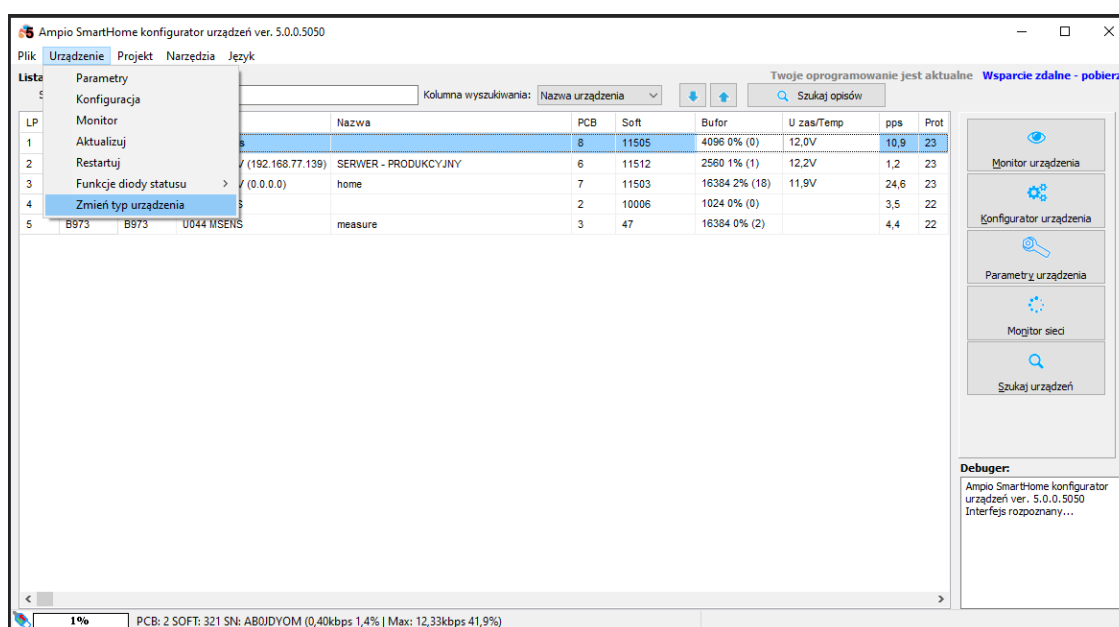 Ampio SmartHome konfigurator urządzeń ver. 5.0.0.5050
Plik Urządzenie Projekt Narzędzia Język
Lista
Twoje oprogramowanie jest aktualne Wsparcie zdalne - pobierz
Parametry
Konfiguracja
Monitor
Aktualizuj
Restartuj
Funkcje diody statusu >
Zmień typ urządzenia
S
Kolumna wyszukiwania: Nazwa urządzenia
Szukaj opisów
LP Nazwa PCB Soft Bufor U zas/Temp pps Prot
1 s 8 11505 4096 0% (0) 12,0V 10,9 23
2 V (192.168.77.139) SERWER - PRODUKCYJNY 6 11512 2560 1% (1) 12,2V 1,2 23
3 V (0.0.0.0) home 7 11503 16384 2% (18) 11,9V 24,6 23
4 S 2 10006 1024 0% (0) 3,5 22
5 B973 B973 U044 MSENS measure 3 47 16384 0% (2) 4,4 22
Monitor urządzenia
Konfigurator urządzenia
Parametry urządzenia
Monitor sieci
Szukaj urządzeń
Debuger:
Ampio SmartHome konfigurator
urządzeń ver. 5.0.0.5050
Interfejs rozpoznany...
1% PCB: 2 SOFT: 321 SN: AB0JDYOM (0,40kbps 1,4% | Max: 12,33kbps 41,9%)